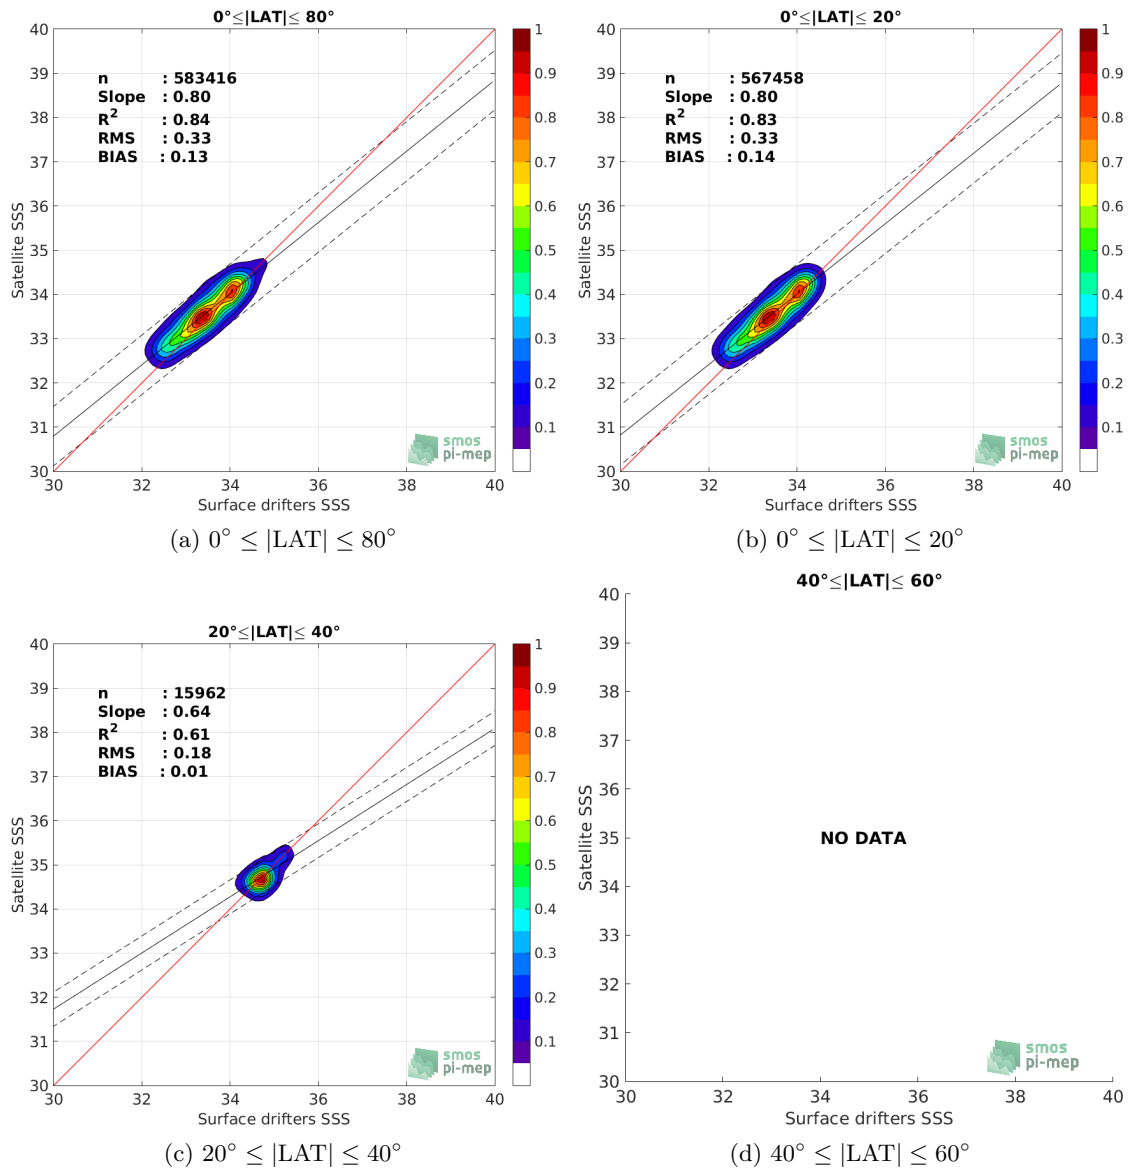 0°≤|LAT|≤ 80°
40
39
38
37
36
35
34
33
32
31
30
Satellite SSS
n : 583416
Slope : 0.80
R2 : 0.84
RMS : 0.33
BIAS : 0.13
1
0.9
0.8
0.7
0.6
0.5
0.4
0.3
0.2
0.1
smos
pi-mep
30 32 34 36 38 40
Surface drifters SSS
(a) 0° ≤ |LAT| ≤ 80°
0°≤|LAT|≤ 20°
40
39
38
37
36
35
34
33
32
31
30
Satellite SSS
n : 567458
Slope : 0.80
R2 : 0.83
RMS : 0.33
BIAS : 0.14
1
0.9
0.8
0.7
0.6
0.5
0.4
0.3
0.2
0.1
smos
pi-mep
30 32 34 36 38 40
Surface drifters SSS
(b) 0° ≤ |LAT| ≤ 20°
20°≤|LAT|≤ 40°
40
39
38
37
36
35
34
33
32
31
30
Satellite SSS
n : 15962
Slope : 0.64
R2 : 0.61
RMS : 0.18
BIAS : 0.01
1
0.9
0.8
0.7
0.6
0.5
0.4
0.3
0.2
0.1
smos
pi-mep
30 32 34 36 38 40
Surface drifters SSS
(c) 20° ≤ |LAT| ≤ 40°
40°≤|LAT|≤ 60°
40
39
38
37
36
35
34
33
32
31
30
Satellite SSS
NO DATA
smos
pi-mep
30 32 34 36 38 40
Surface drifters SSS
(d) 40° ≤ |LAT| ≤ 60°